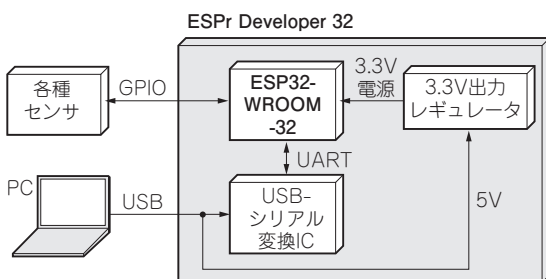 ESPr Developer 32
各種
センサ
GPIO
ESP32-
WROOM
-32
3.3V
電源
3.3V出力
レギュレータ
UART
PC
USB
USB-
シリアル
変換IC
5V